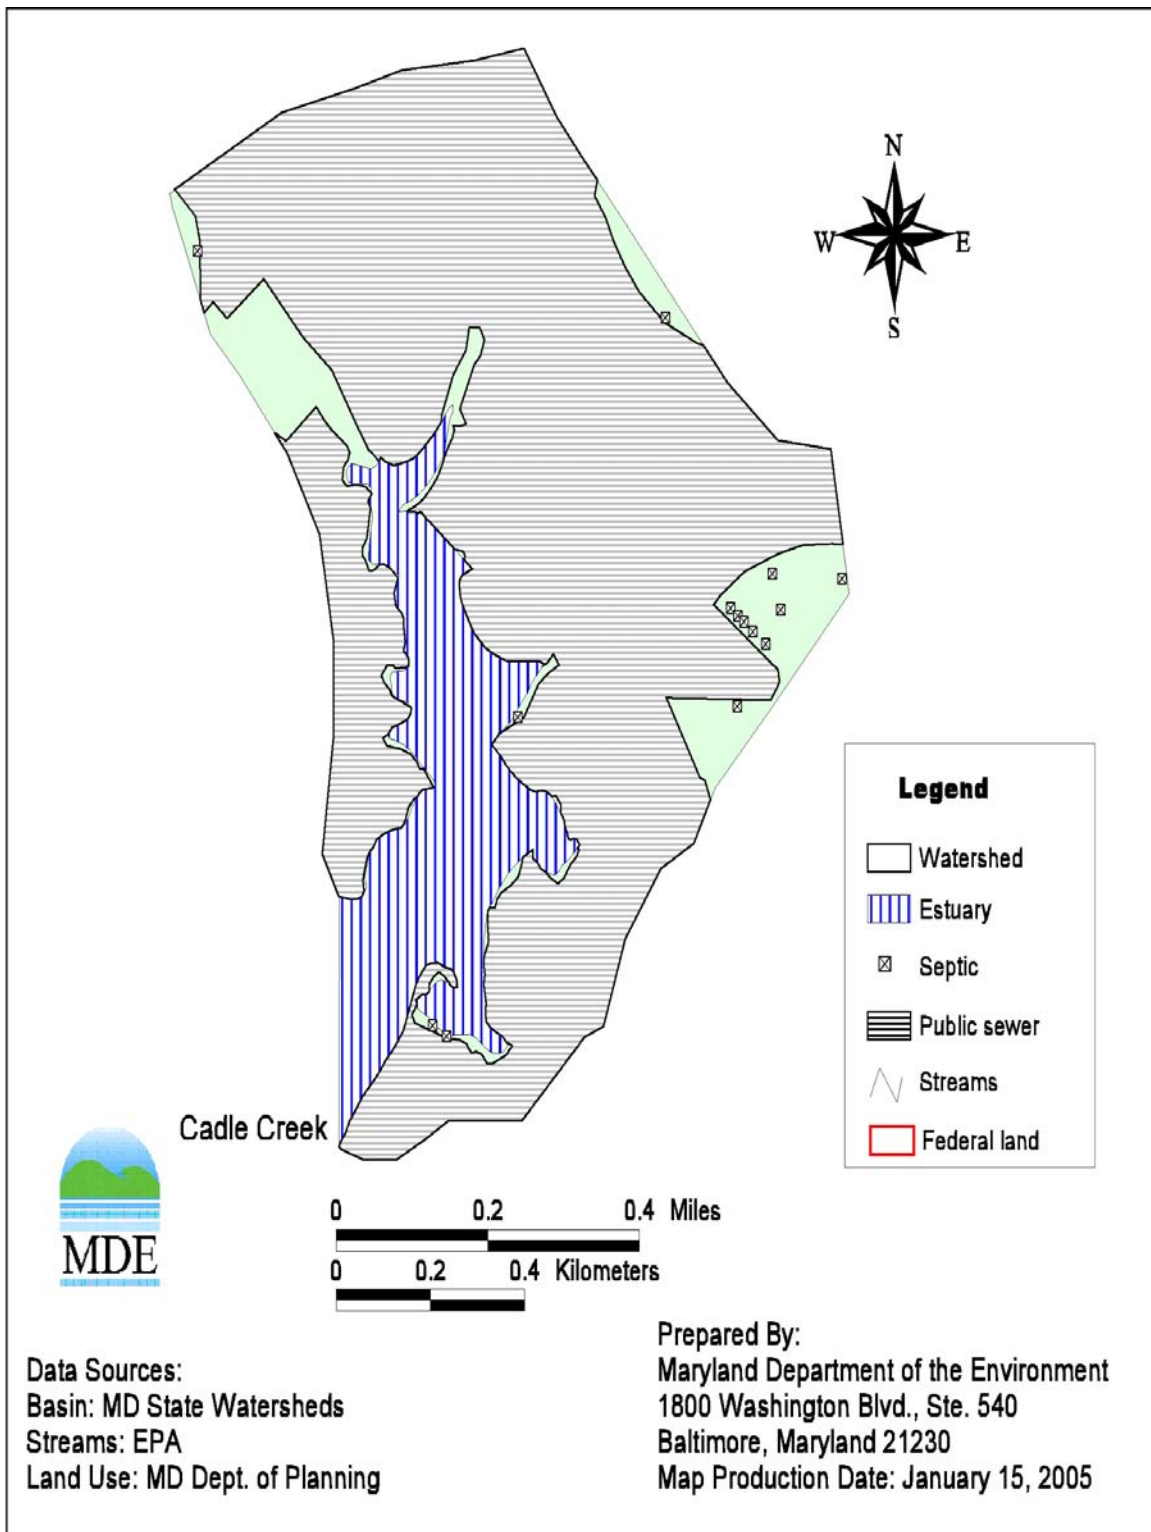 N
W E
S
Legend
Watershed
Estuary
Septic
Public sewer
Streams
Federal land
Cadle Creek
MDE
0 0.2 0.4 Miles
0 0.2 0.4 Kilometers
Data Sources:
Basin: MD State Watersheds
Streams: EPA
Land Use: MD Dept. of Planning
Prepared By:
Maryland Department of the Environment
1800 Washington Blvd., Ste. 540
Baltimore, Maryland 21230
Map Production Date: January 15, 2005